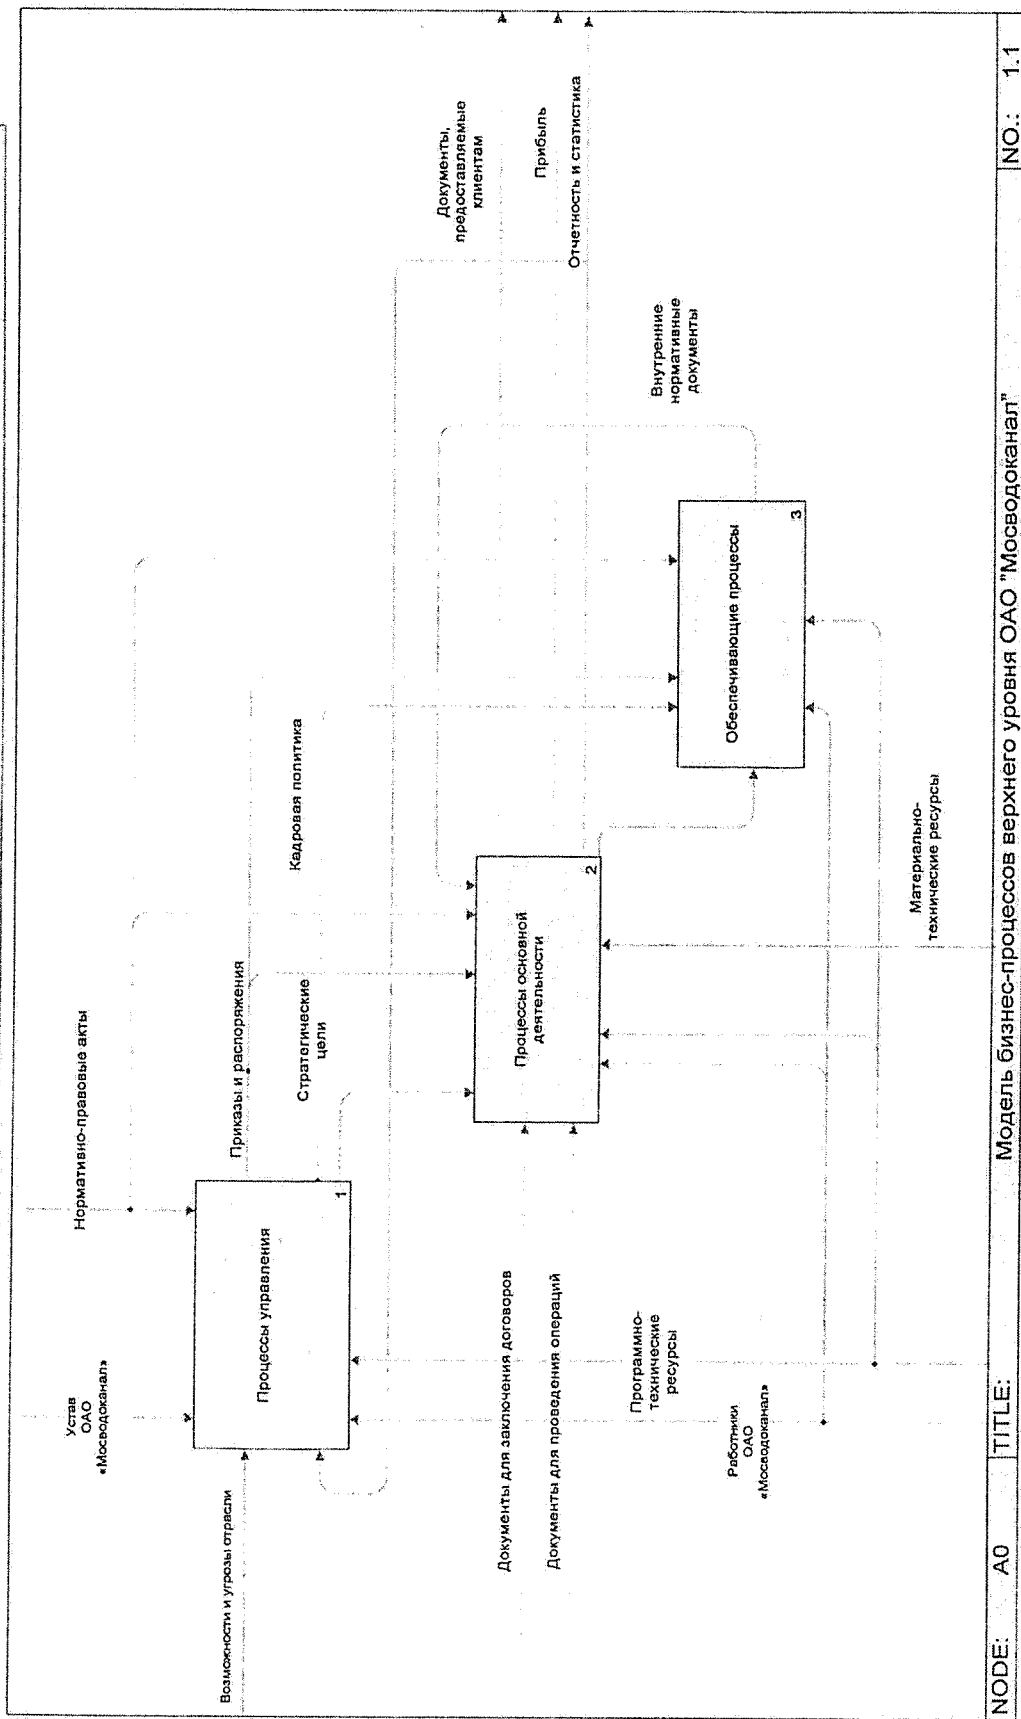 Устав
ОАО
«Мосводоканал»
Нормативно-правовые акты
Возможности и угрозы отрасли
Процессы управления
1
Приказы и распоряжения
Стратегические
цели
Кадровая политика
Документы,
предоставляемые
клиентам
Прибыль
Отчетность и статистика
Документы для заключения договоров
Документы для проведения операций
Процессы основной
деятельности
2
Внутренние
нормативные
документы
Обеспечивающие процессы
3
Программно-
технические
ресурсы
Работники
ОАО
«Мосводоканал»
Материально-
технические ресурсы
NODE: A0
TITLE: Модель бизнес-процессов верхнего уровня ОАО "Мосводоканал"
NO.: 1.1